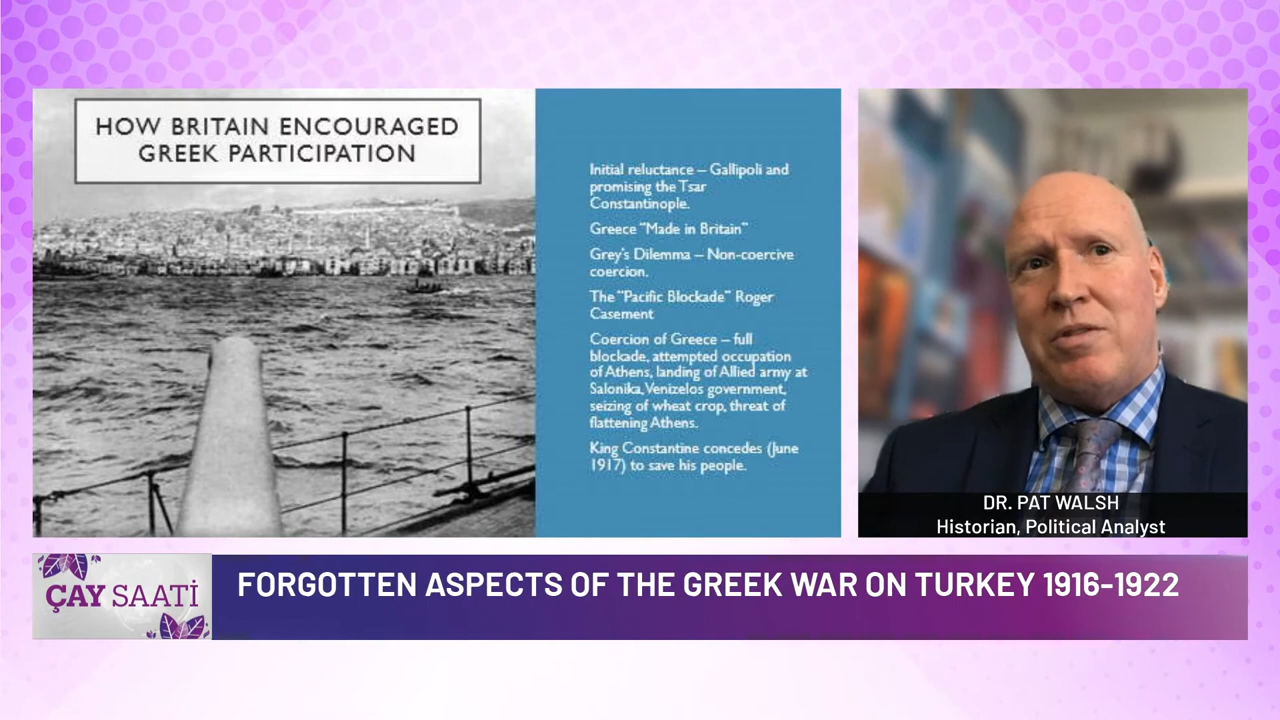 HOW BRITAIN ENCOURAGED
GREEK PARTICIPATION
Initial reluctance – Gallipoli and
promising the Tsar
Constantinople.
Greece "Made in Britain"
Grey's Dilemma – Non-coercive
coercion.
The "Pacific Blockade" Roger
Casement
Coercion of Greece – full
blockade, attempted occupation
of Athens, landing of Allied army at
Salonika, Venizelos government,
seizing of wheat crop, threat of
flattening Athens.
King Constantine concedes (June
1917) to save his people.
DR. PAT WALSH
Historian, Political Analyst
ÇAY SAATİ
FORGOTTEN ASPECTS OF THE GREEK WAR ON TURKEY 1916-1922